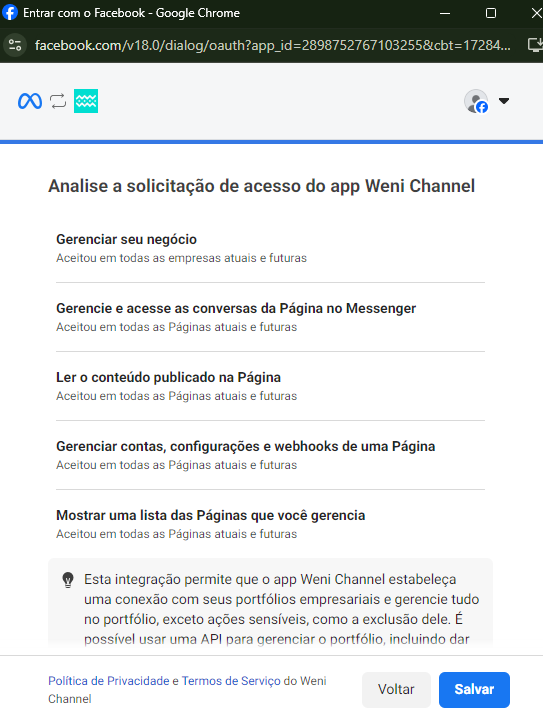 Entrar com o Facebook - Google Chrome
facebook.com/v18.0/dialog/oauth?app_id=2898752767103255&cbt=17284...
Analise a solicitação de acesso do app Weni Channel
Gerenciar seu negócio
Aceitou em todas as empresas atuais e futuras
Gerencie e acesse as conversas da Página no Messenger
Aceitou em todas as Páginas atuais e futuras
Ler o conteúdo publicado na Página
Aceitou em todas as Páginas atuais e futuras
Gerenciar contas, configurações e webhooks de uma Página
Aceitou em todas as Páginas atuais e futuras
Mostrar uma lista das Páginas que você gerencia
Aceitou em todas as Páginas atuais e futuras
Esta integração permite que o app Weni Channel estabeleça
uma conexão com seus portfólios empresariais e gerencie tudo
no portfólio, exceto ações sensíveis, como a exclusão dele. É
possível usar uma API para gerenciar o portfólio, incluindo dar
Política de Privacidade e Termos de Serviço do Weni
Channel
Voltar
Salvar